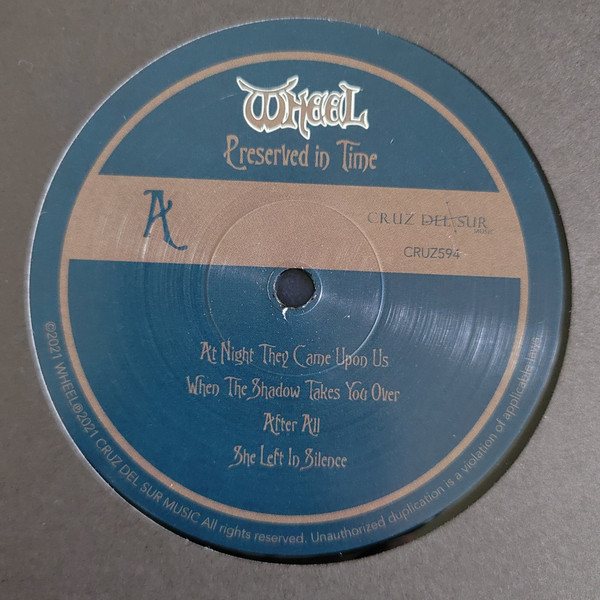 WHEEL
Preserved in Time
A
CRUZ DEL SUR
MUSIC
CRUZ594
At Night They Came Upon Us
When The Shadow Takes You Over
After All
She Left In Silence
©2021 WHEEL℗2021 CRUZ DEL SUR MUSIC All rights reserved. Unauthorized duplication is a violation of applicable laws.